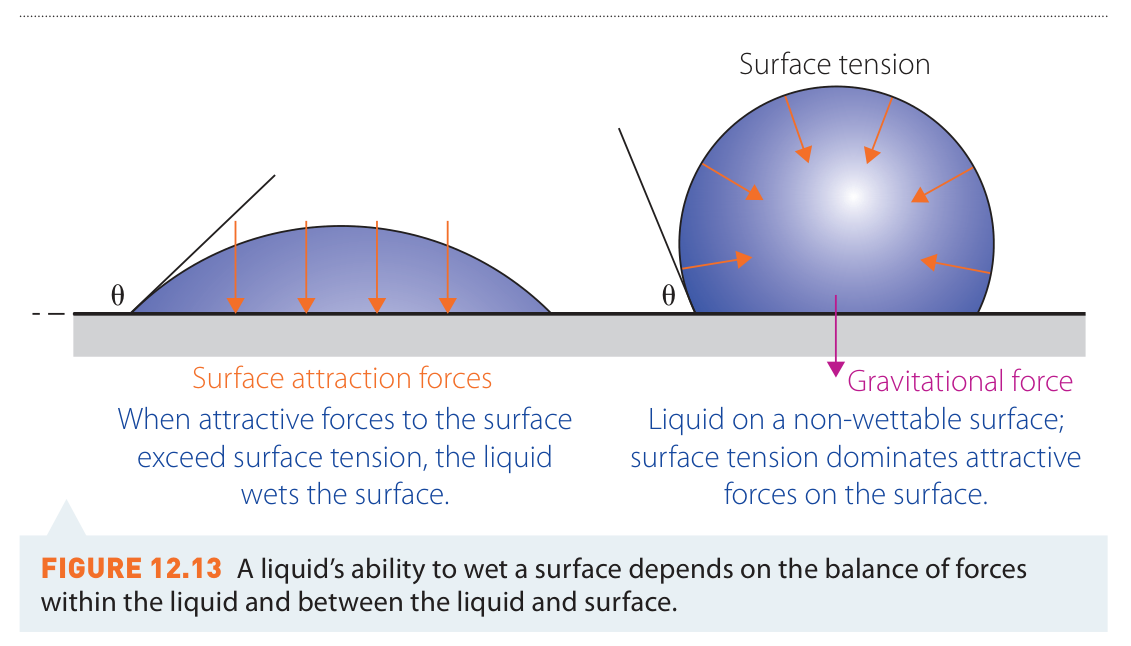 Surface tension
θ
θ
Surface attraction forces
When attractive forces to the surface
exceed surface tension, the liquid
wets the surface.
Gravitational force
Liquid on a non-wettable surface;
surface tension dominates attractive
forces on the surface.
FIGURE 12.13 A liquid’s ability to wet a surface depends on the balance of forces
within the liquid and between the liquid and surface.